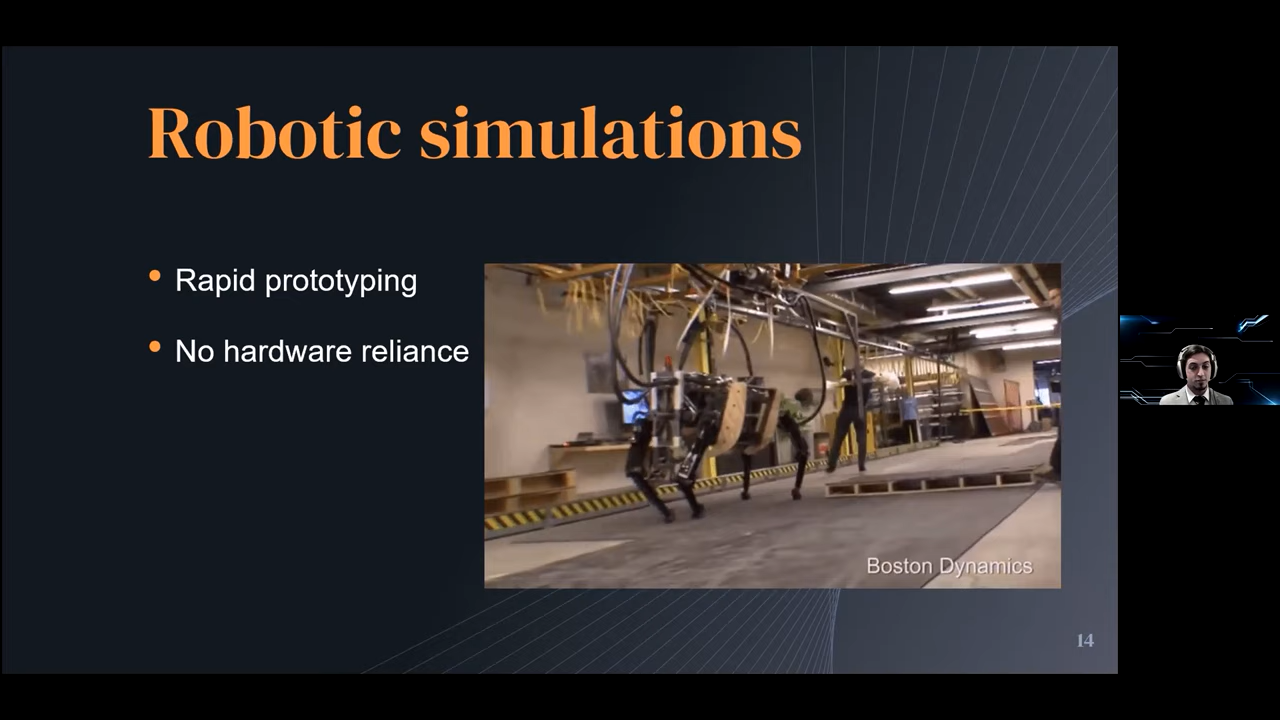 Robotic simulations
Rapid prototyping
No hardware reliance
Boston Dynamics
14